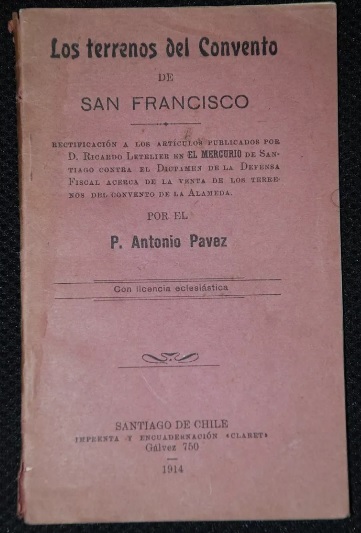 Los terrenos del Convento
DE
SAN FRANCISCO
RECTIFICACIÓN A LOS ARTÍCULOS PUBLICADOS POR
D. RICARDO LETELIER EN EL MERCURIO DE SAN-
TIAGO CONTRA EL DICTAMEN DE LA DEFENSA
FISCAL ACERCA DE LA VENTA DE LOS TERRE-
NOS DEL CONVENTO DE LA ALAMEDA.
POR EL
P. Antonio Pavez
Con licencia eclesiástica
SANTIAGO DE CHILE
IMPRENTA Y ENCUADERNACIÓN «CLARET»
Gálvez 750
1914